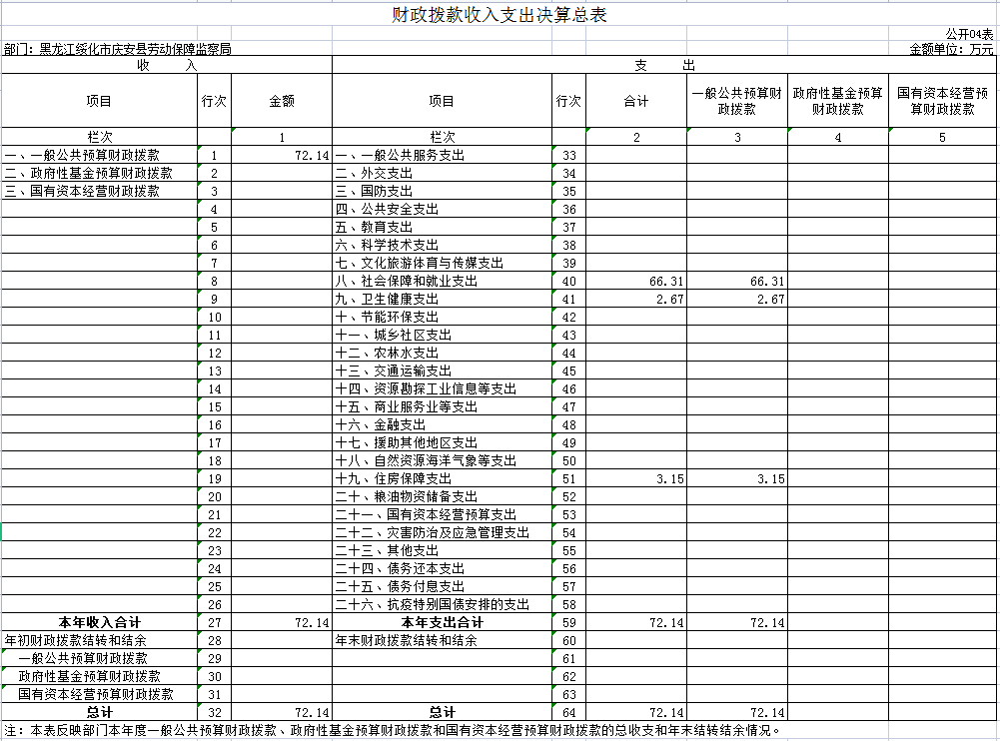 财政拨款收入支出决算总表
公开04表
部门：黑龙江绥化市庆安县劳动保障监察局 金额单位：万元
收 入 支 出
项目 行次 金额 项目 行次 合计 一般公共预算财政拨款 政府性基金预算财政拨款 国有资本经营预算财政拨款
栏次 1 栏次 2 3 4 5
一、一般公共预算财政拨款 1 72.14 一、一般公共服务支出 33
二、政府性基金预算财政拨款 2 二、外交支出 34
三、国有资本经营财政拨款 3 三、国防支出 35
4 四、公共安全支出 36
5 五、教育支出 37
6 六、科学技术支出 38
7 七、文化旅游体育与传媒支出 39
8 八、社会保障和就业支出 40 66.31 66.31
9 九、卫生健康支出 41 2.67 2.67
10 十、节能环保支出 42
11 十一、城乡社区支出 43
12 十二、农林水支出 44
13 十三、交通运输支出 45
14 十四、资源勘探工业信息等支出 46
15 十五、商业服务业等支出 47
16 十六、金融支出 48
17 十七、援助其他地区支出 49
18 十八、自然资源海洋气象等支出 50
19 十九、住房保障支出 51 3.15 3.15
20 二十、粮油物资储备支出 52
21 二十一、国有资本经营预算支出 53
22 二十二、灾害防治及应急管理支出 54
23 二十三、其他支出 55
24 二十四、债务还本支出 56
25 二十五、债务付息支出 57
26 二十六、抗疫特别国债安排的支出 58
本年收入合计 27 72.14 本年支出合计 59 72.14 72.14
年初财政拨款结转和结余 28 年末财政拨款结转和结余 60
一般公共预算财政拨款 29 61
政府性基金预算财政拨款 30 62
国有资本经营预算财政拨款 31 63
总计 32 72.14 总计 64 72.14 72.14
注：本表反映部门本年度一般公共预算财政拨款、政府性基金预算财政拨款和国有资本经营预算财政拨款的总收支和年末结转结余情况。